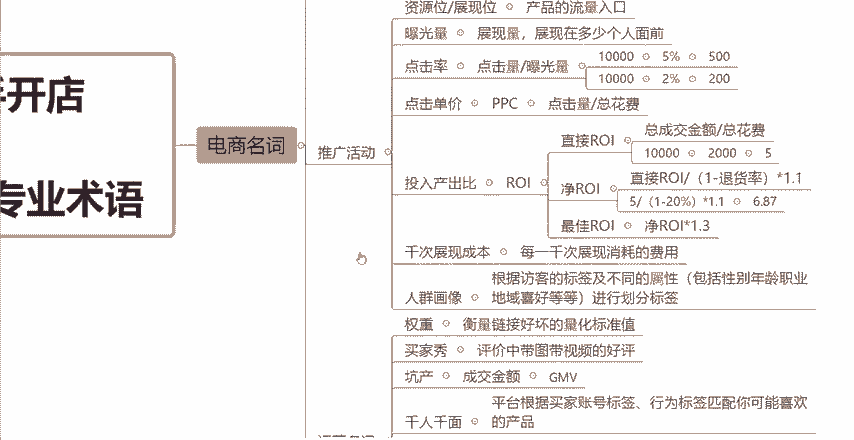 开店
专业术语
电商名词
推广活动
资源位/展现位 产品的流量入口
曝光量 展现量，展现在多少个人面前
点击率 点击量/曝光量
10000 5% 500
10000 2% 200
点击单价 PPC 点击量/总花费
投入产出比 ROI
直接ROI
总成交金额/总花费
10000 2000 5
净ROI
直接ROI/（1-退货率）*1.1
5/（1-20%）*1.1 6.87
最佳ROI 净ROI*1.3
千次展现成本 每一千次展现消耗的费用
人群画像
根据访客的标签及不同的属性（包括性别年龄职业
地域喜好等等）进行划分标签
权重 衡量链接好坏的量化标准值
买家秀 评价中带图带视频的好评
坑产 成交金额 GMV
千人千面
平台根据买家账号标签、行为标签匹配你可能喜欢
的产品